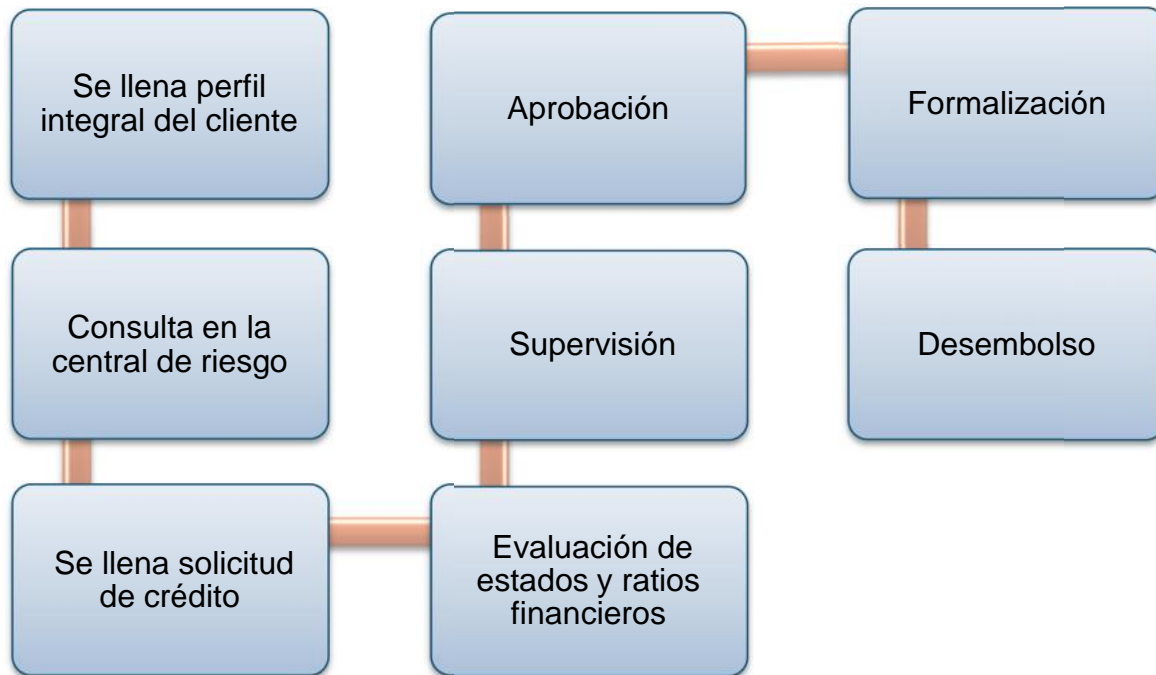 Se llena perfil
integral del cliente
Consulta en la
central de riesgo
Se llena solicitud
de crédito
Evaluación de
estados y ratios
financieros
Supervisión
Aprobación
Formalización
Desembolso